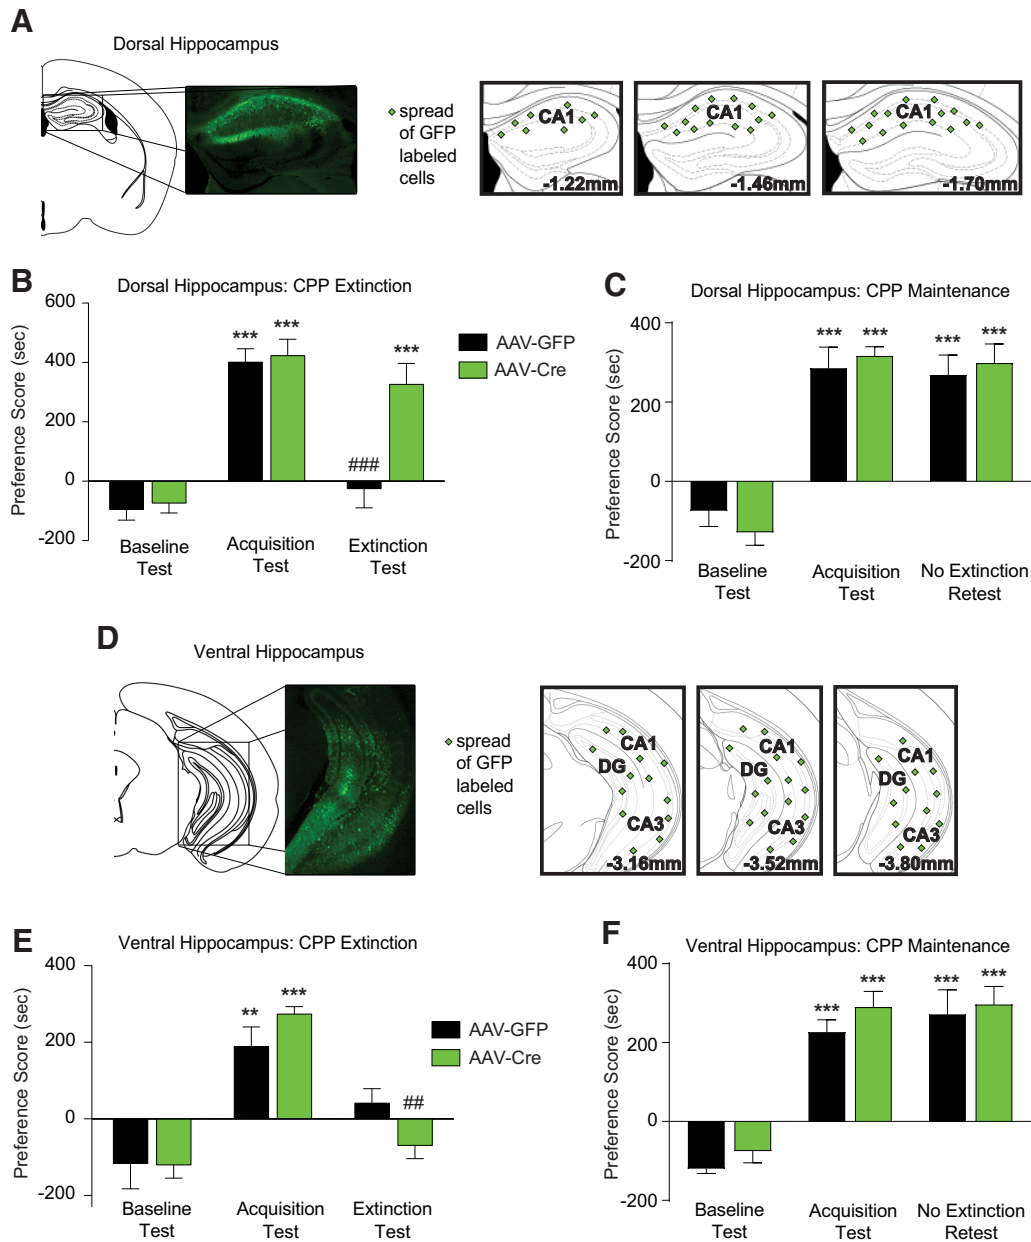 A
Dorsal Hippocampus
spread
of GFP
labeled
cells
CA1
-1.22mm
CA1
-1.46mm
CA1
-1.70mm
B
Dorsal Hippocampus: CPP Extinction
Preference Score (sec)
600
400
200
0
-200
***
***
###
***
Baseline
Test
Acquisition
Test
Extinction
Test
AAV-GFP
AAV-Cre
C
Dorsal Hippocampus: CPP Maintenance
Preference Score (sec)
400
200
0
-200
***
***
***
***
Baseline
Test
Acquisition
Test
No Extinction
Retest
D
Ventral Hippocampus
spread
of GFP
labeled
cells
CA1
DG
CA3
-3.16mm
CA1
DG
CA3
-3.52mm
CA1
DG
CA3
-3.80mm
E
Ventral Hippocampus: CPP Extinction
Preference Score (sec)
400
200
0
-200
**
***
##
Baseline
Test
Acquisition
Test
Extinction
Test
AAV-GFP
AAV-Cre
F
Ventral Hippocampus: CPP Maintenance
Preference Score (sec)
400
200
0
-200
***
***
***
***
Baseline
Test
Acquisition
Test
No Extinction
Retest